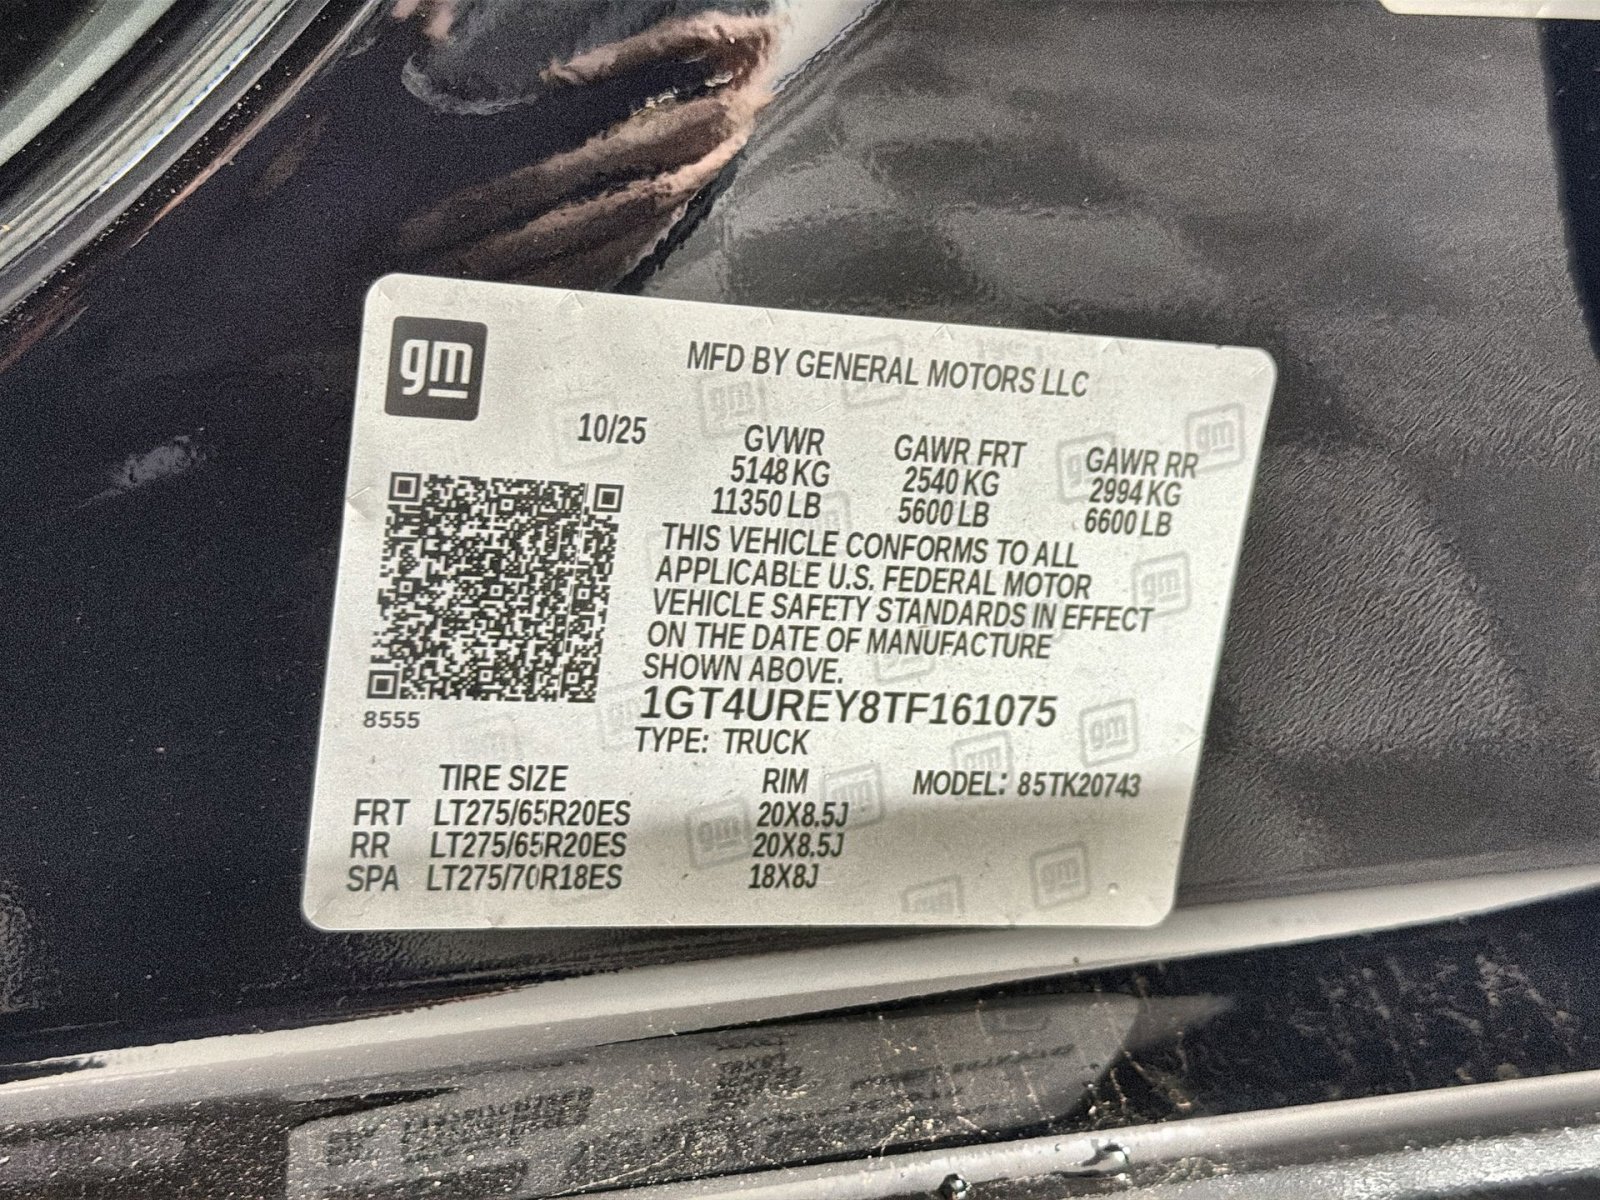 gm
MFD BY GENERAL MOTORS LLC
10/25
GVWR GAWR FRT GAWR RR
5148 KG 2540 KG 2994 KG
11350 LB 5600 LB 6600 LB
THIS VEHICLE CONFORMS TO ALL
APPLICABLE U.S. FEDERAL MOTOR
VEHICLE SAFETY STANDARDS IN EFFECT
ON THE DATE OF MANUFACTURE
SHOWN ABOVE.
8555
1GT4UREY8TF161075
TYPE: TRUCK
TIRE SIZE RIM MODEL: 85TK20743
FRT LT275/65R20ES 20X8.5J
RR LT275/65R20ES 20X8.5J
SPA LT275/70R18ES 18X8J